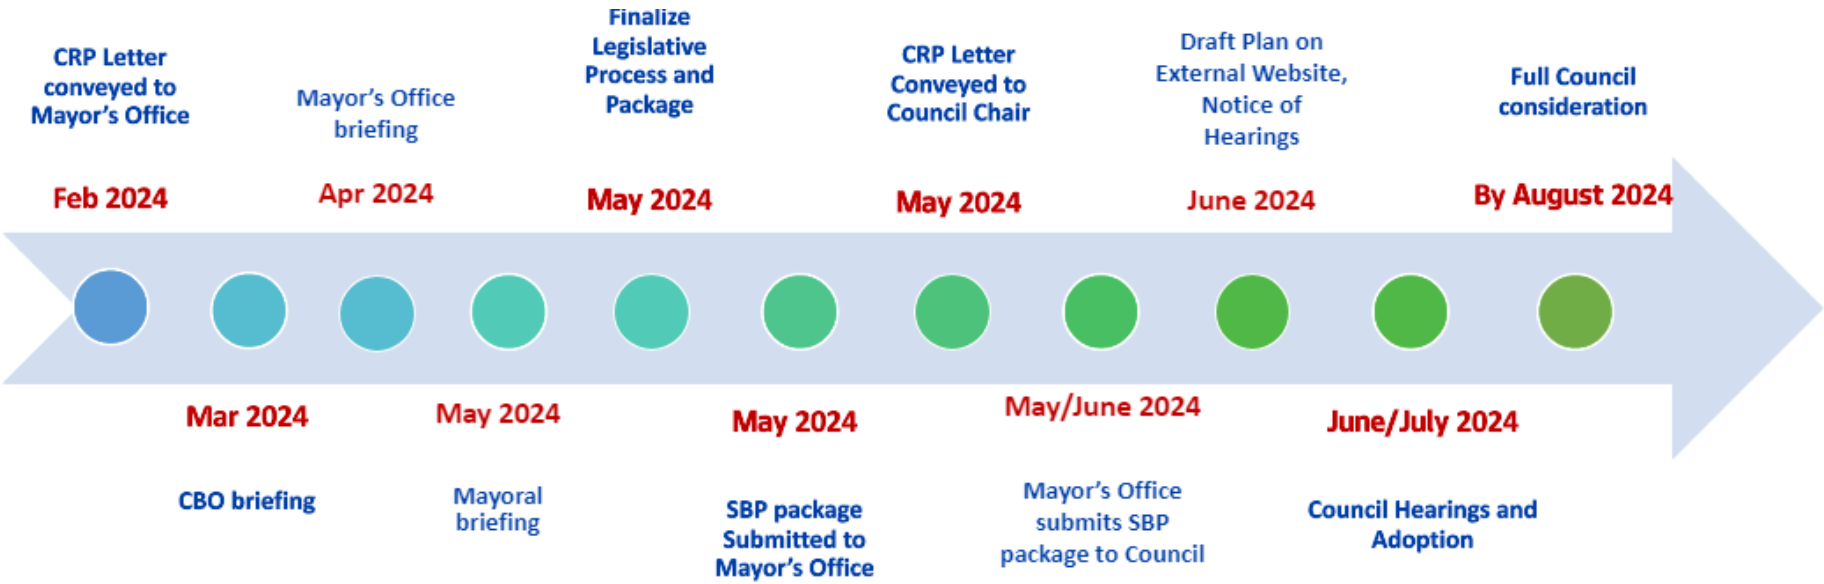 CRP Letter
conveyed to
Mayor's Office
Feb 2024
Mar 2024
CBO briefing
Mayor's Office
briefing
Apr 2024
May 2024
Mayoral
briefing
Finalize
Legislative
Process and
Package
May 2024
May 2024
SBP package
Submitted to
Mayor's Office
CRP Letter
Conveyed to
Council Chair
May 2024
May/June 2024
Mayor's Office
submits SBP
package to Council
Draft Plan on
External Website,
Notice of
Hearings
June 2024
June/July 2024
Council Hearings and
Adoption
Full Council
consideration
By August 2024